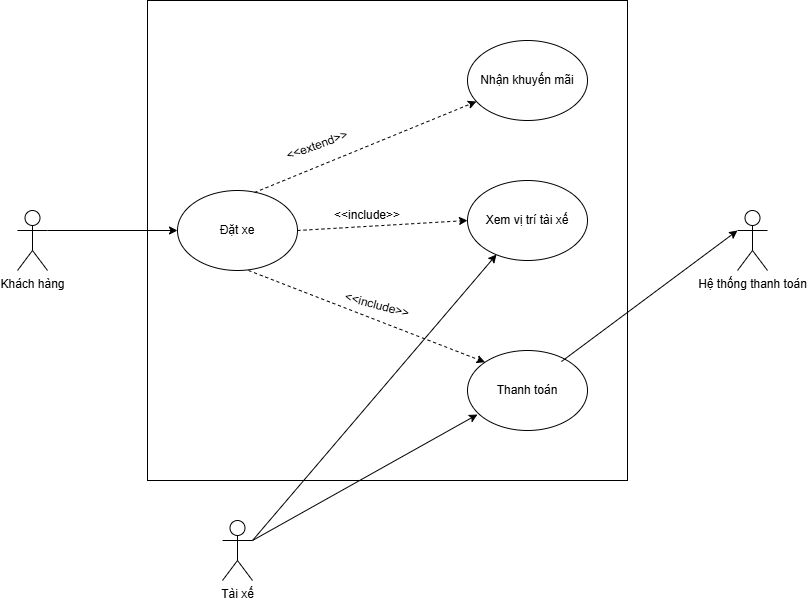 Nhận khuyến mãi
<<extend>>
Đặt xe
<<include>>
Xem vị trí tài xế
Khách hàng
Hệ thống thanh toán
<<include>>
Thanh toán
Tài xế